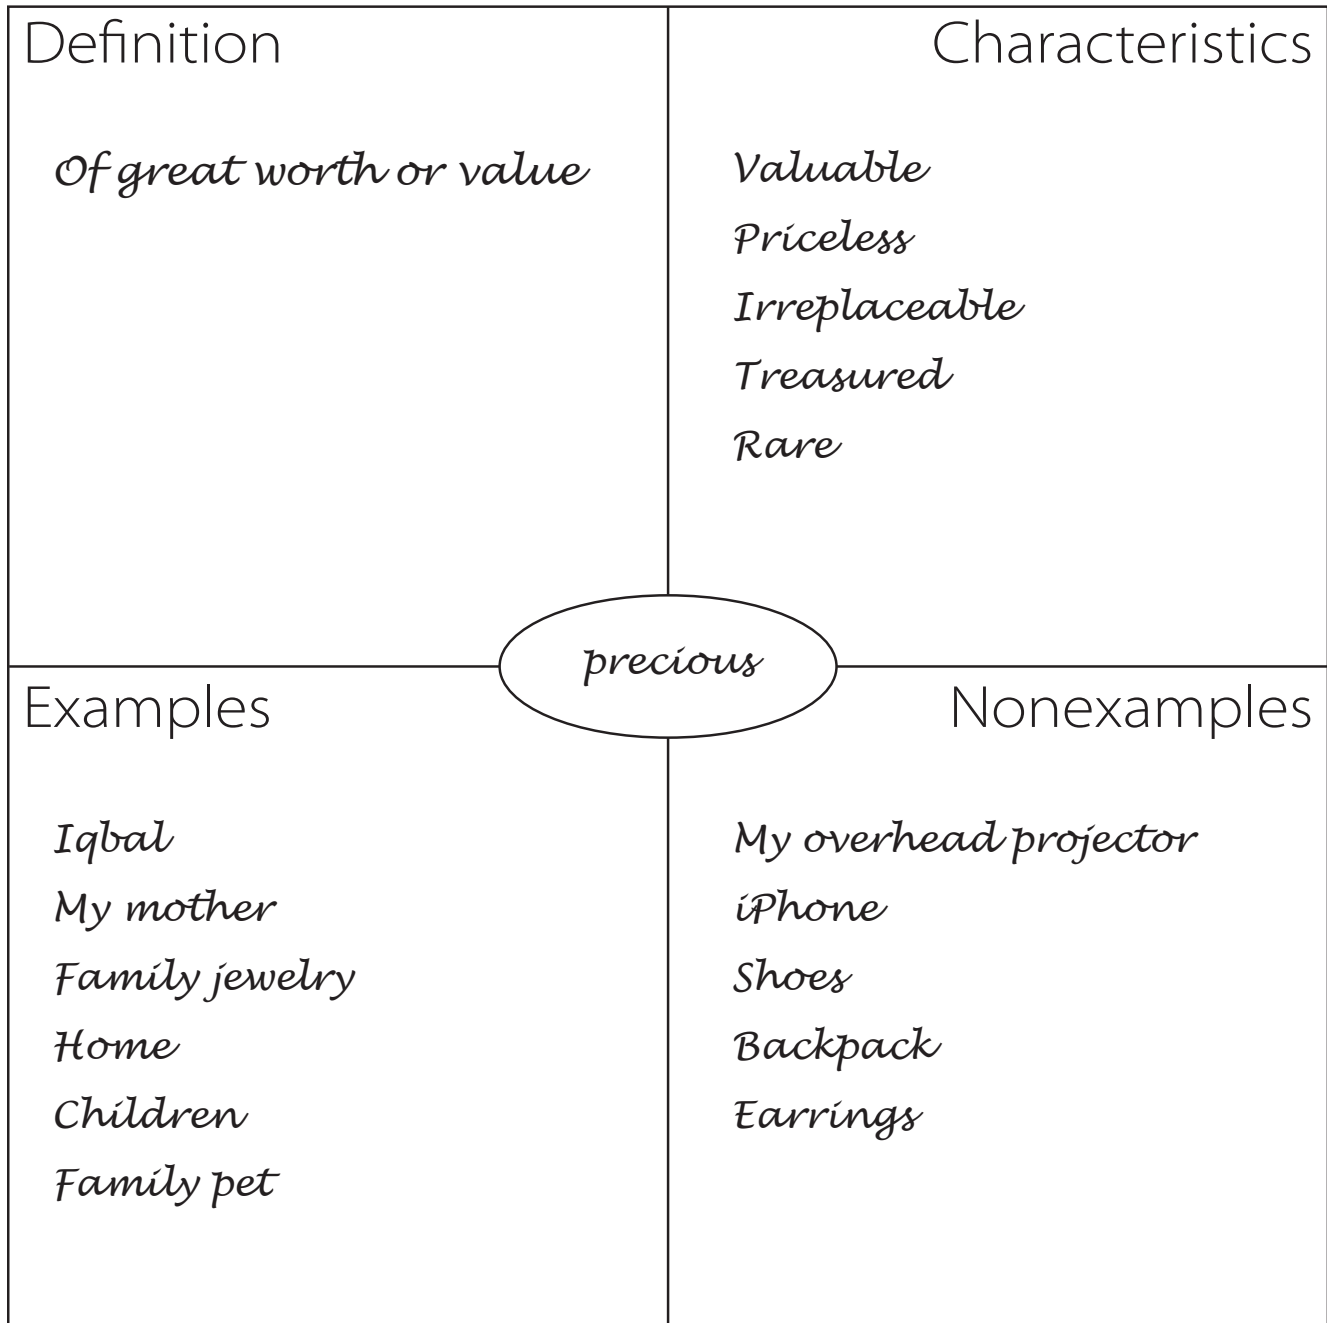 Definition
Of great worth or value
Characteristics
Valuable
Priceless
Irreplaceable
Treasured
Rare
precious
Examples
Iqbal
My mother
Family jewelry
Home
Children
Family pet
Nonexamples
My overhead projector
iPhone
Shoes
Backpack
Earrings